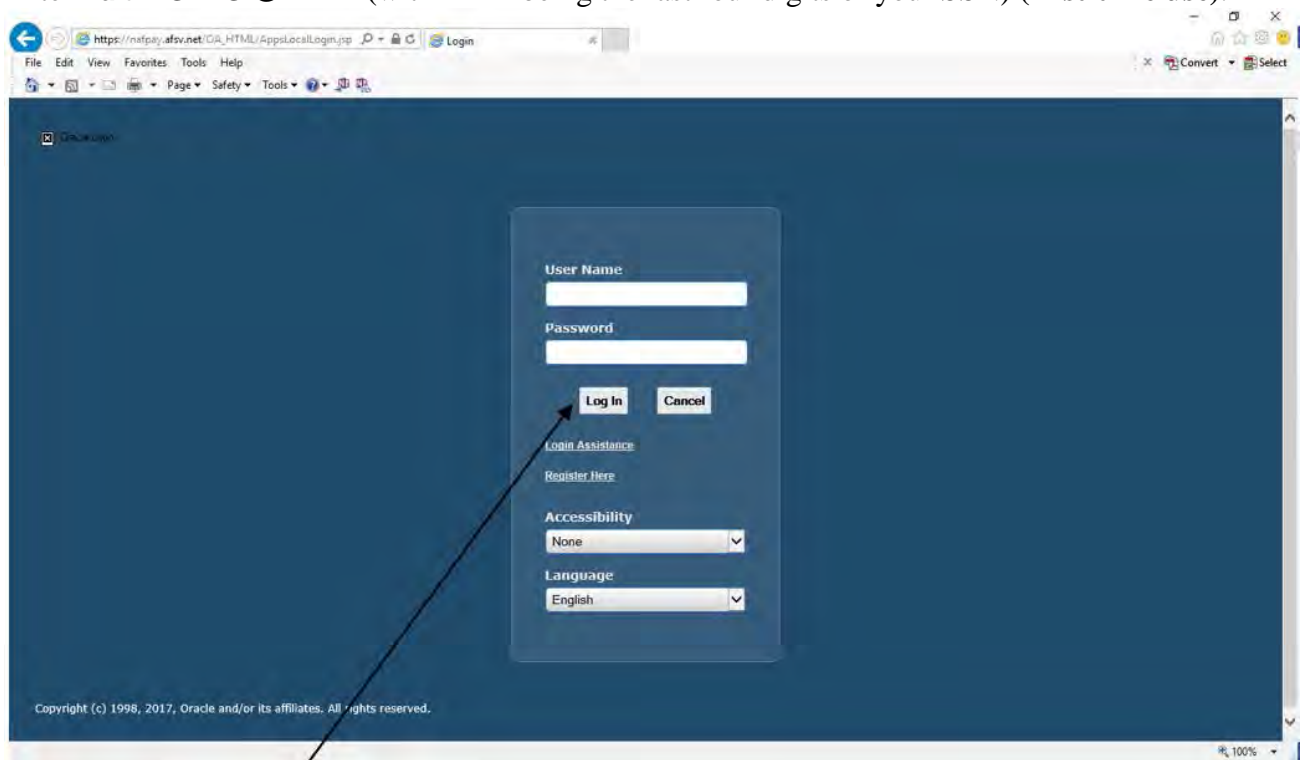 https://nafpay.afsv.net/OA_HTML/AppsLocalLogin.jsp Login
File Edit View Favorites Tools Help
Convert Select
Page Safety Tools
User Name
Password
Log In Cancel
Login Assistance
Register Here
Accessibility
None
Language
English
Copyright (c) 1998, 2017, Oracle and/or its affiliates. All rights reserved.
100%